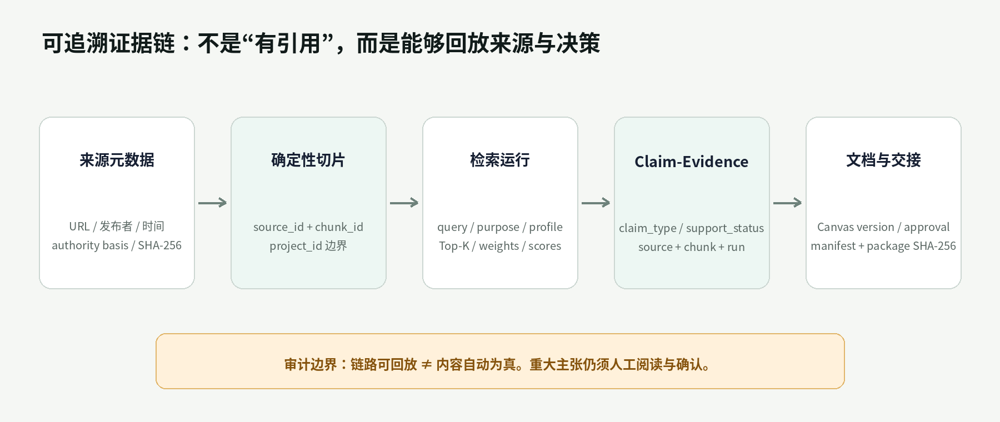 可追溯证据链：不是“有引用”，而是能够回放来源与决策
来源元数据
URL / 发布者 / 时间
authority basis / SHA-256
确定性切片
source_id + chunk_id
project_id 边界
检索运行
query / purpose / profile
Top-K / weights / scores
Claim-Evidence
claim_type / support_status
source + chunk + run
文档与交接
Canvas version / approval
manifest + package SHA-256
审计边界：链路可回放 ≠ 内容自动为真。重大主张仍须人工阅读与确认。